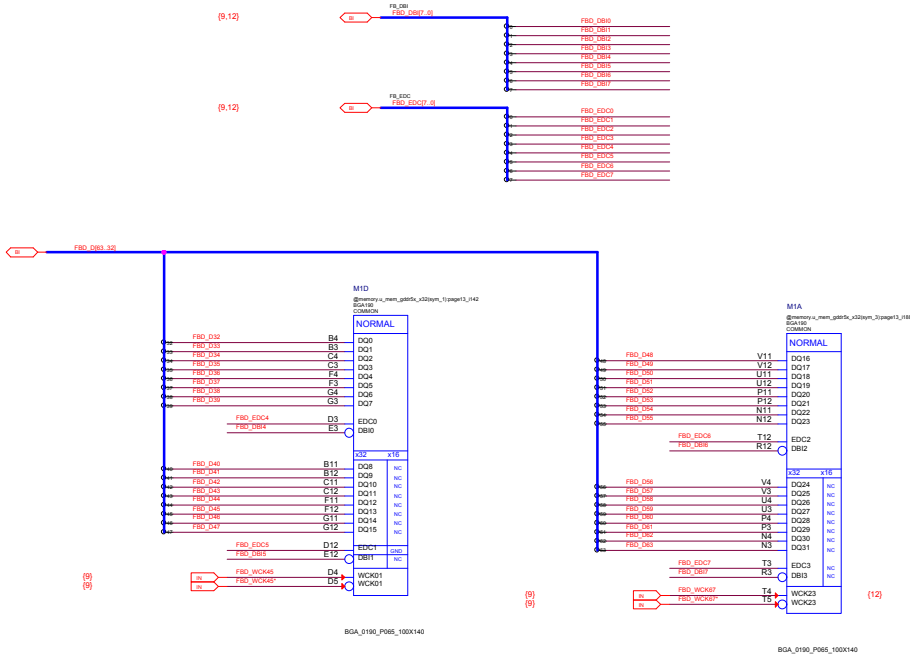 {9,12}
BI
FB_DBI
FBD_DBI[7..0]
FBD_DBI0
FBD_DBI1
FBD_DBI2
FBD_DBI3
FBD_DBI4
FBD_DBI5
FBD_DBI6
FBD_DBI7
{9,12}
BI
FB_EDC
FBD_EDC[7..0]
FBD_EDC0
FBD_EDC1
FBD_EDC2
FBD_EDC3
FBD_EDC4
FBD_EDC5
FBD_EDC6
FBD_EDC7
BI
FBD_D[63..32]
M1D
@memory.u_mem_gddr5x_x32(sym_1):page13_i142
BGA190
COMMON
NORMAL
FBD_D32 B4 DQ0
FBD_D33 B3 DQ1
FBD_D34 C4 DQ2
FBD_D35 C3 DQ3
FBD_D36 F4 DQ4
FBD_D37 F3 DQ5
FBD_D38 G4 DQ6
FBD_D39 G3 DQ7
FBD_EDC4 D3 EDC0
FBD_DBI4 E3 DBI0
x32 x16
FBD_D40 B11 DQ8 NC
FBD_D41 B12 DQ9 NC
FBD_D42 C11 DQ10 NC
FBD_D43 C12 DQ11 NC
FBD_D44 F11 DQ12 NC
FBD_D45 F12 DQ13 NC
FBD_D46 G11 DQ14 NC
FBD_D47 G12 DQ15 NC
FBD_EDC5 D12 EDC1 GND
FBD_DBI5 E12 DBI1 NC
{9} IN FBD_WCK45 D4 WCK01
{9} IN FBD_WCK45* D5 WCK01
BGA_0190_P065_100X140
M1A
@memory.u_mem_gddr5x_x32(sym_3):page13_i18
BGA190
COMMON
NORMAL
FBD_D48 V11 DQ16
FBD_D49 V12 DQ17
FBD_D50 U11 DQ18
FBD_D51 U12 DQ19
FBD_D52 P11 DQ20
FBD_D53 P12 DQ21
FBD_D54 N11 DQ22
FBD_D55 N12 DQ23
FBD_EDC6 T12 EDC2
FBD_DBI6 R12 DBI2
x32 x16
FBD_D56 V4 DQ24 NC
FBD_D57 V3 DQ25 NC
FBD_D58 U4 DQ26 NC
FBD_D59 U3 DQ27 NC
FBD_D60 P4 DQ28 NC
FBD_D61 P3 DQ29 NC
FBD_D62 N4 DQ30 NC
FBD_D63 N3 DQ31 NC
FBD_EDC7 T3 EDC3 NC
FBD_DBI7 R3 DBI3 NC
{9} IN FBD_WCK67 T4 WCK23 {12}
{9} IN FBD_WCK67* T5 WCK23
BGA_0190_P065_100X140